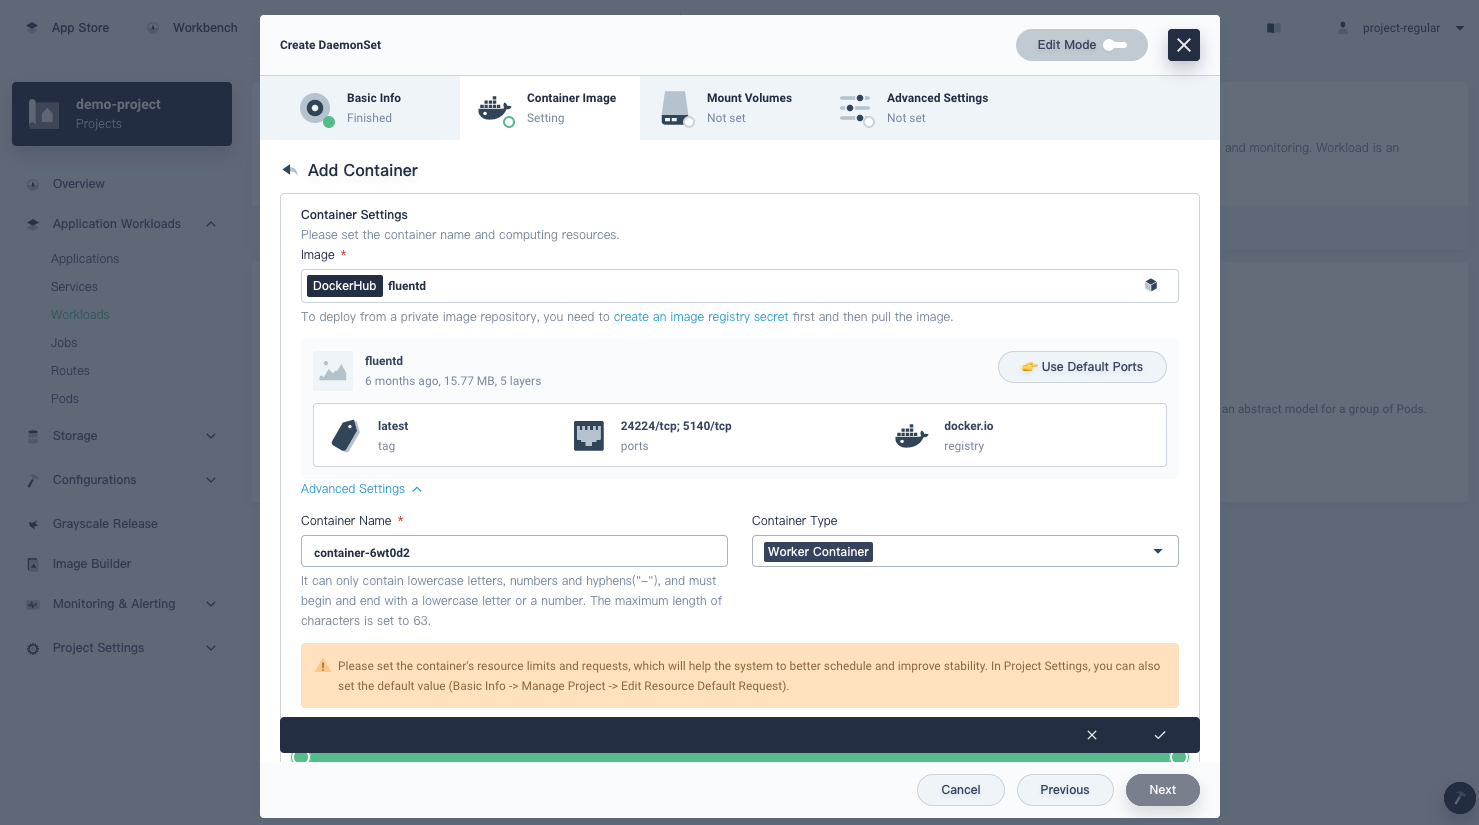 App Store
Workbench
project-regular
Create DaemonSet
Edit Mode
demo-project
Projects
Basic Info
Finished
Container Image
Setting
Mount Volumes
Not set
Advanced Settings
Not set
and monitoring. Workload is an
Add Container
Overview
Application Workloads
Applications
Services
Workloads
Jobs
Routes
Pods
Storage
Configurations
Grayscale Release
Image Builder
Monitoring & Alerting
Project Settings
Container Settings
Please set the container name and computing resources.
Image *
DockerHub fluentd
To deploy from a private image repository, you need to create an image registry secret first and then pull the image.
fluentd
6 months ago, 15.77 MB, 5 layers
Use Default Ports
latest
tag
24224/tcp; 5140/tcp
ports
docker.io
registry
an abstract model for a group of Pods.
Advanced Settings
Container Name *
container-6wt0d2
It can only contain lowercase letters, numbers and hyphens("-"), and must
begin and end with a lowercase letter or a number. The maximum length of
characters is set to 63.
Container Type
Worker Container
Please set the container's resource limits and requests, which will help the system to better schedule and improve stability. In Project Settings, you can also
set the default value (Basic Info -> Manage Project -> Edit Resource Default Request).
Cancel
Previous
Next